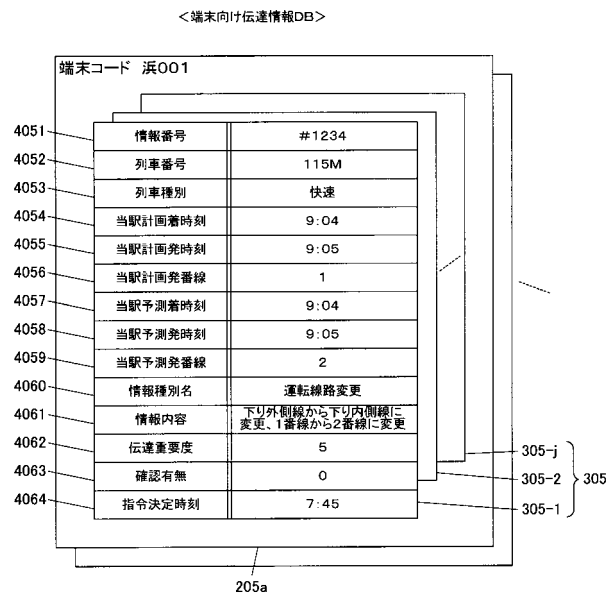 ＜端末向け伝達情報DB＞
端末コード 浜001
4051 情報番号 #1234
4052 列車番号 115M
4053 列車種別 快速
4054 当駅計画着時刻 9:04
4055 当駅計画発時刻 9:05
4056 当駅計画発番線 1
4057 当駅予測着時刻 9:04
4058 当駅予測発時刻 9:05
4059 当駅予測発番線 2
4060 情報種別名 運転線路変更
4061 情報内容 下り外側線から下り内側線に
変更、1番線から2番線に変更
4062 伝達重要度 5
4063 確認有無 0
4064 指令決定時刻 7:45
305-j
305-2
305-1
305
205a